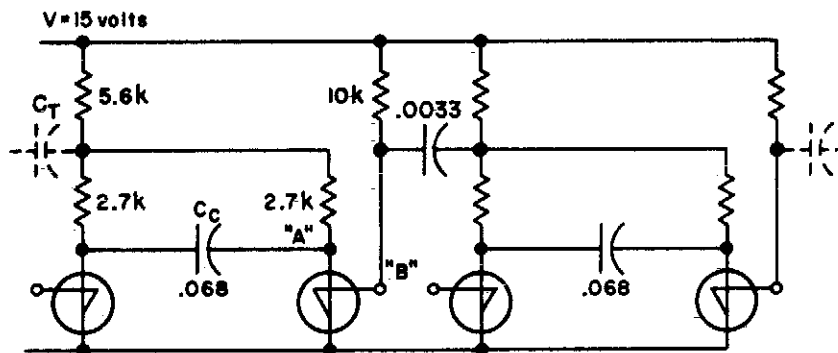 V=15 volts
5.6k
10k
.0033
CT
2.7k
CC
2.7k
"A"
"B"
.068
.068